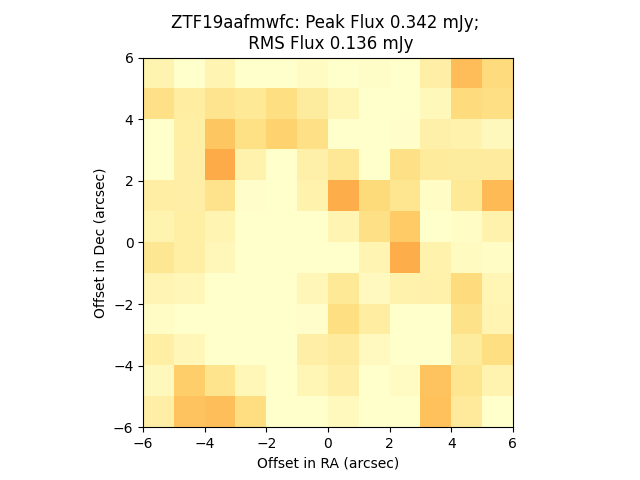 ZTF19aafmwfc: Peak Flux 0.342 mJy;
RMS Flux 0.136 mJy
6
4
2
0
−2
−4
−6
Offset in Dec (arcsec)
−6 −4 −2 0 2 4 6
Offset in RA (arcsec)